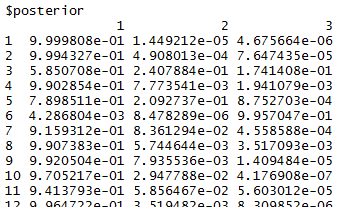 $posterior
1 2 3
1 9.999808e-01 1.449212e-05 4.675664e-06
2 9.994327e-01 4.908013e-04 7.647435e-05
3 5.850708e-01 2.407884e-01 1.741408e-01
4 9.902854e-01 7.773541e-03 1.941079e-03
5 7.898511e-01 2.092737e-01 8.752703e-04
6 4.286804e-03 8.478289e-06 9.957047e-01
7 9.159312e-01 8.361294e-02 4.558588e-04
8 9.907383e-01 5.744644e-03 3.517093e-03
9 9.920504e-01 7.935536e-03 1.409484e-05
10 9.705217e-01 2.947788e-02 4.176908e-07
11 9.413793e-01 5.856467e-02 5.603012e-05
12 9.964722e-01 3.519482e-03 8.309852e-06